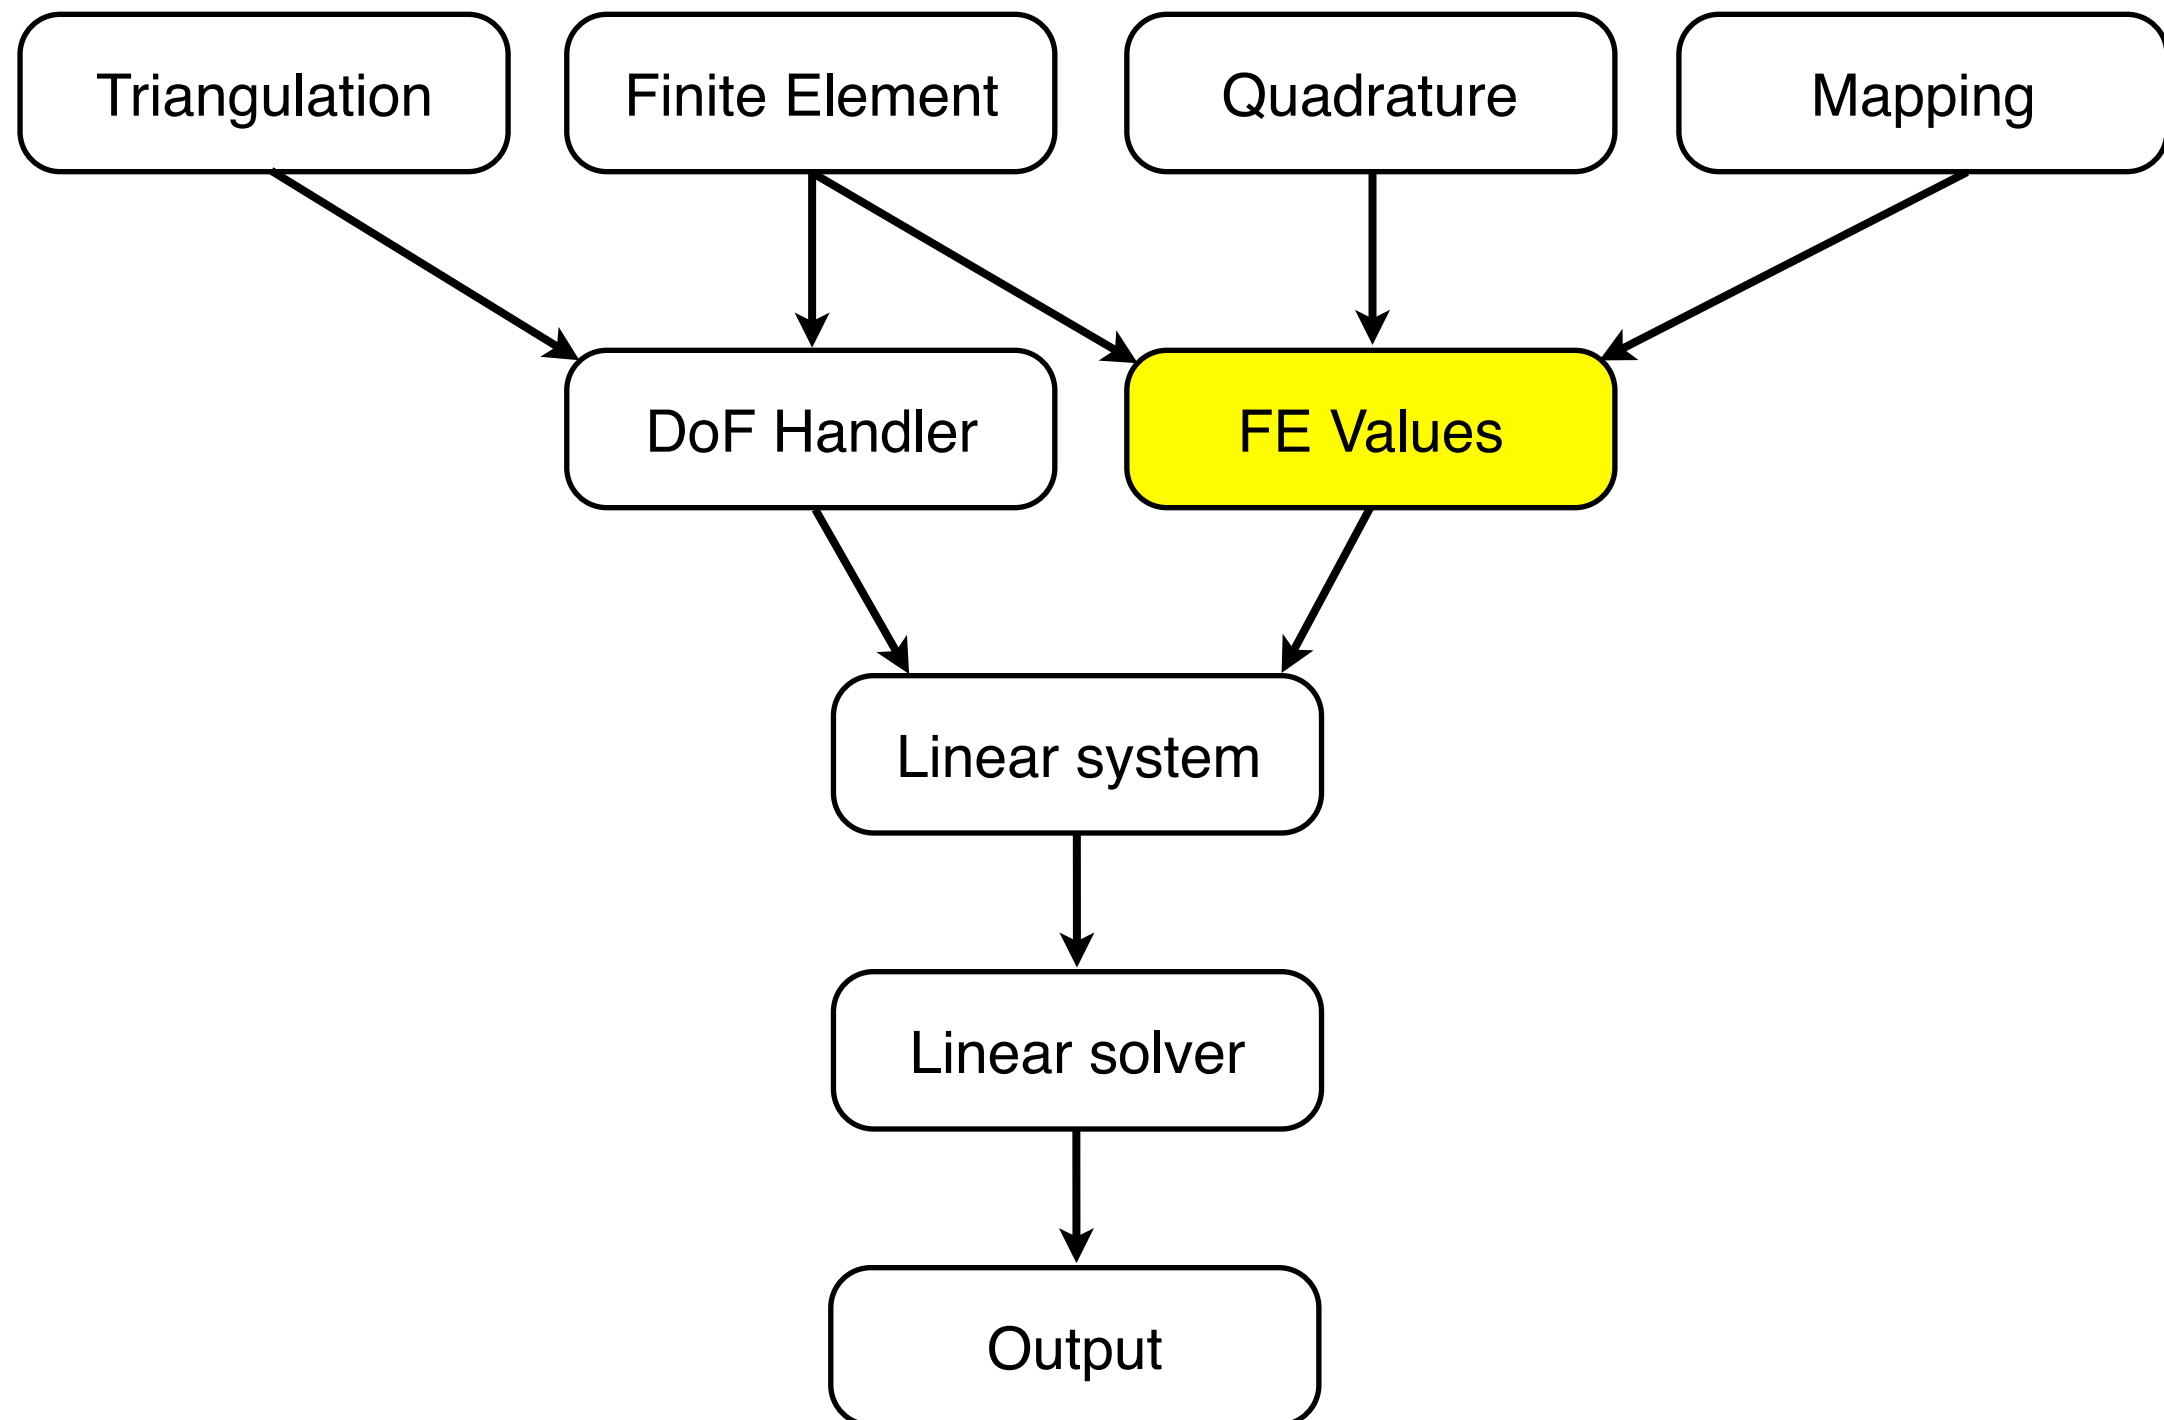 Triangulation
Finite Element
Quadrature
Mapping
DoF Handler
FE Values
Linear system
Linear solver
Output